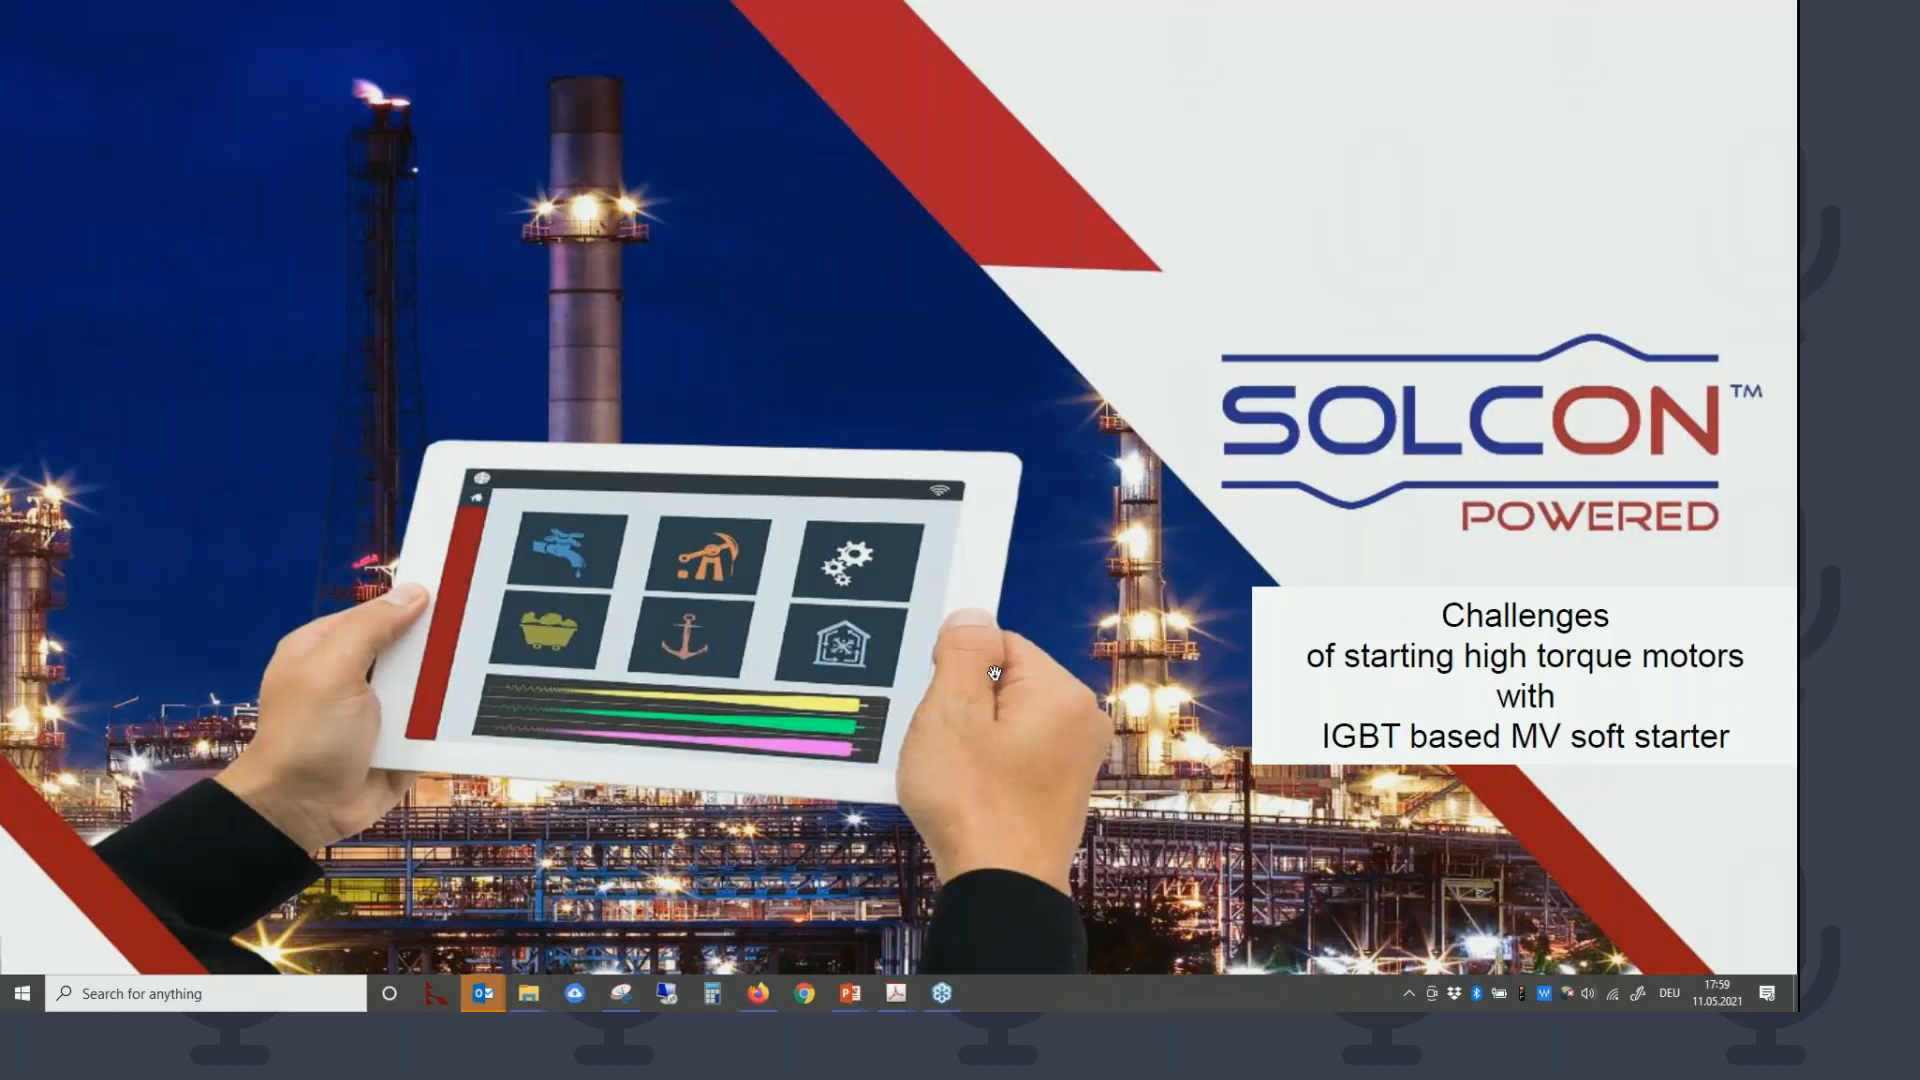 SOLCON™
POWERED
Challenges
of starting high torque motors
with
IGBT based MV soft starter
Search for anything
DEU
17:59
11.05.2021